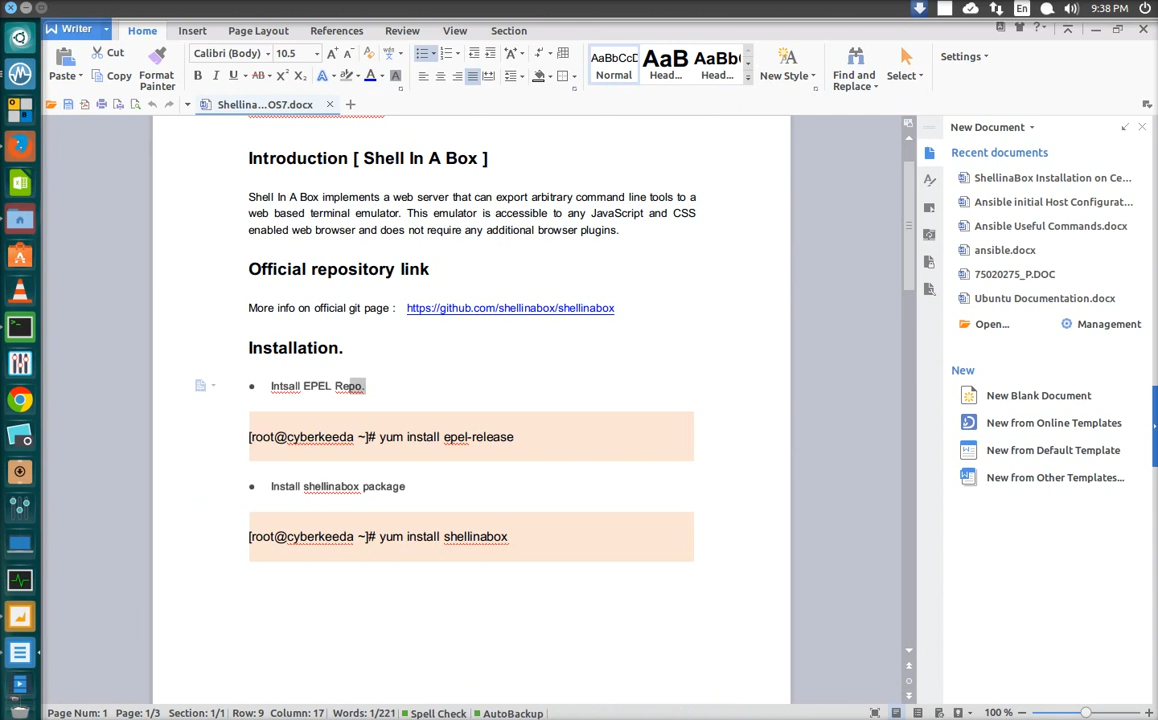 En
9:38 PM
Writer
Home
Insert
Page Layout
References
Review
View
Section
Paste
Cut
Copy
Format
Painter
Calibri (Body)
10.5
B I U AB X² X₂
AaBbCcD
Normal
AaB
Head...
AaBb(
Head...
New Style
Find and
Replace
Select
Settings
Shellina...OS7.docx
Introduction [ Shell In A Box ]
Shell In A Box implements a web server that can export arbitrary command line tools to a
web based terminal emulator. This emulator is accessible to any JavaScript and CSS
enabled web browser and does not require any additional browser plugins.
Official repository link
More info on official git page : https://github.com/shellinabox/shellinabox
Installation.
Intsall EPEL Repo.
[root@cyberkeeda ~]# yum install epel-release
Install shellinabox package
[root@cyberkeeda ~]# yum install shellinabox
New Document
Recent documents
ShellinaBox Installation on Ce...
Ansible initial Host Configurat...
Ansible Useful Commands.docx
ansible.docx
75020275_P.DOC
Ubuntu Documentation.docx
Open...
Management
New
New Blank Document
New from Online Templates
New from Default Template
New from Other Templates...
Page Num: 1 Page: 1/3 Section: 1/1 Row: 9 Column: 17 Words: 1/221 Spell Check AutoBackup
100 %